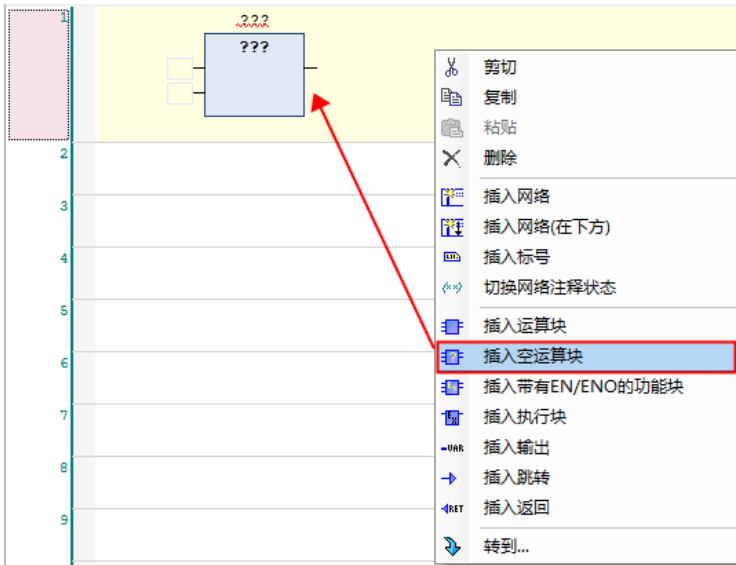 1
???
???
2
3
4
5
6
7
8
9
剪切
复制
粘贴
删除
插入网络
插入网络(在下方)
插入标号
切换网络注释状态
插入运算块
插入空运算块
插入带有EN/ENO的功能块
插入执行块
VAR 插入输出
插入跳转
RET 插入返回
转到...